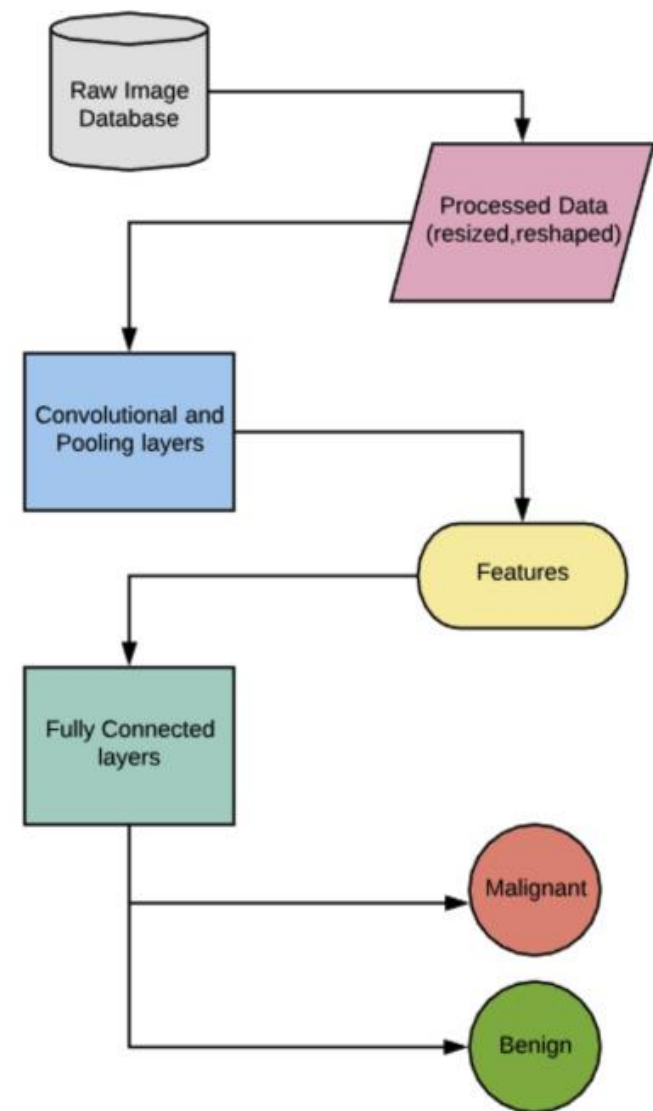 Raw Image
Database
Processed Data
(resized,reshaped)
Convolutional and
Pooling layers
Features
Fully Connected
layers
Malignant
Benign